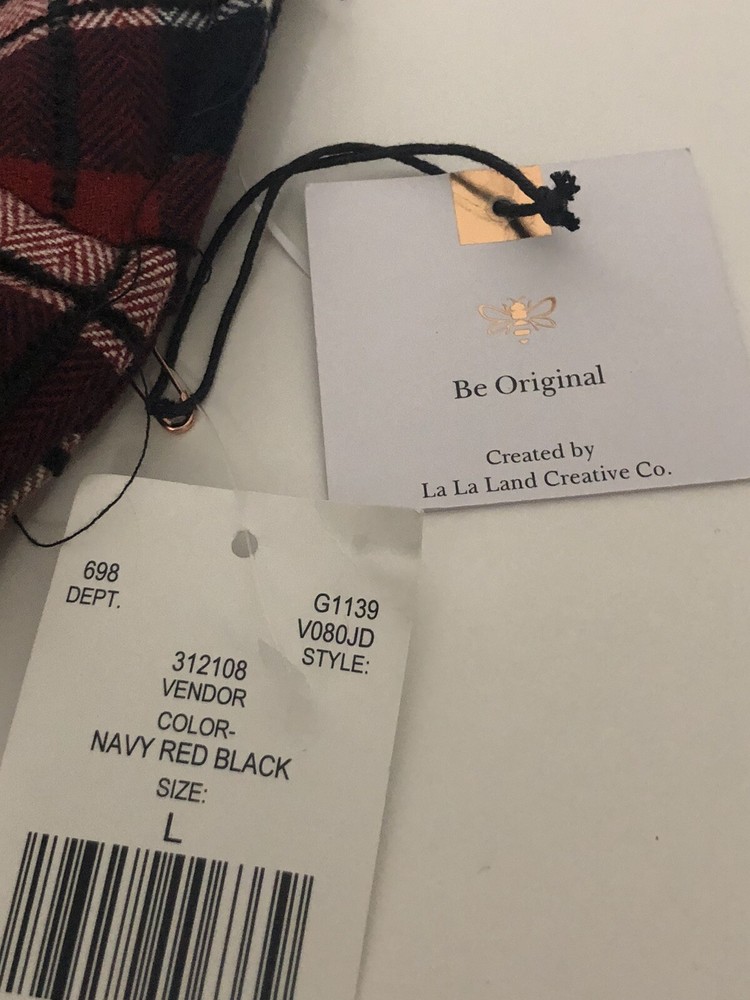 Be Original
Created by
La La Land Creative Co.
698
DEPT.
G1139
V080JD
STYLE:
312108
VENDOR
COLOR-
NAVY RED BLACK
SIZE:
L